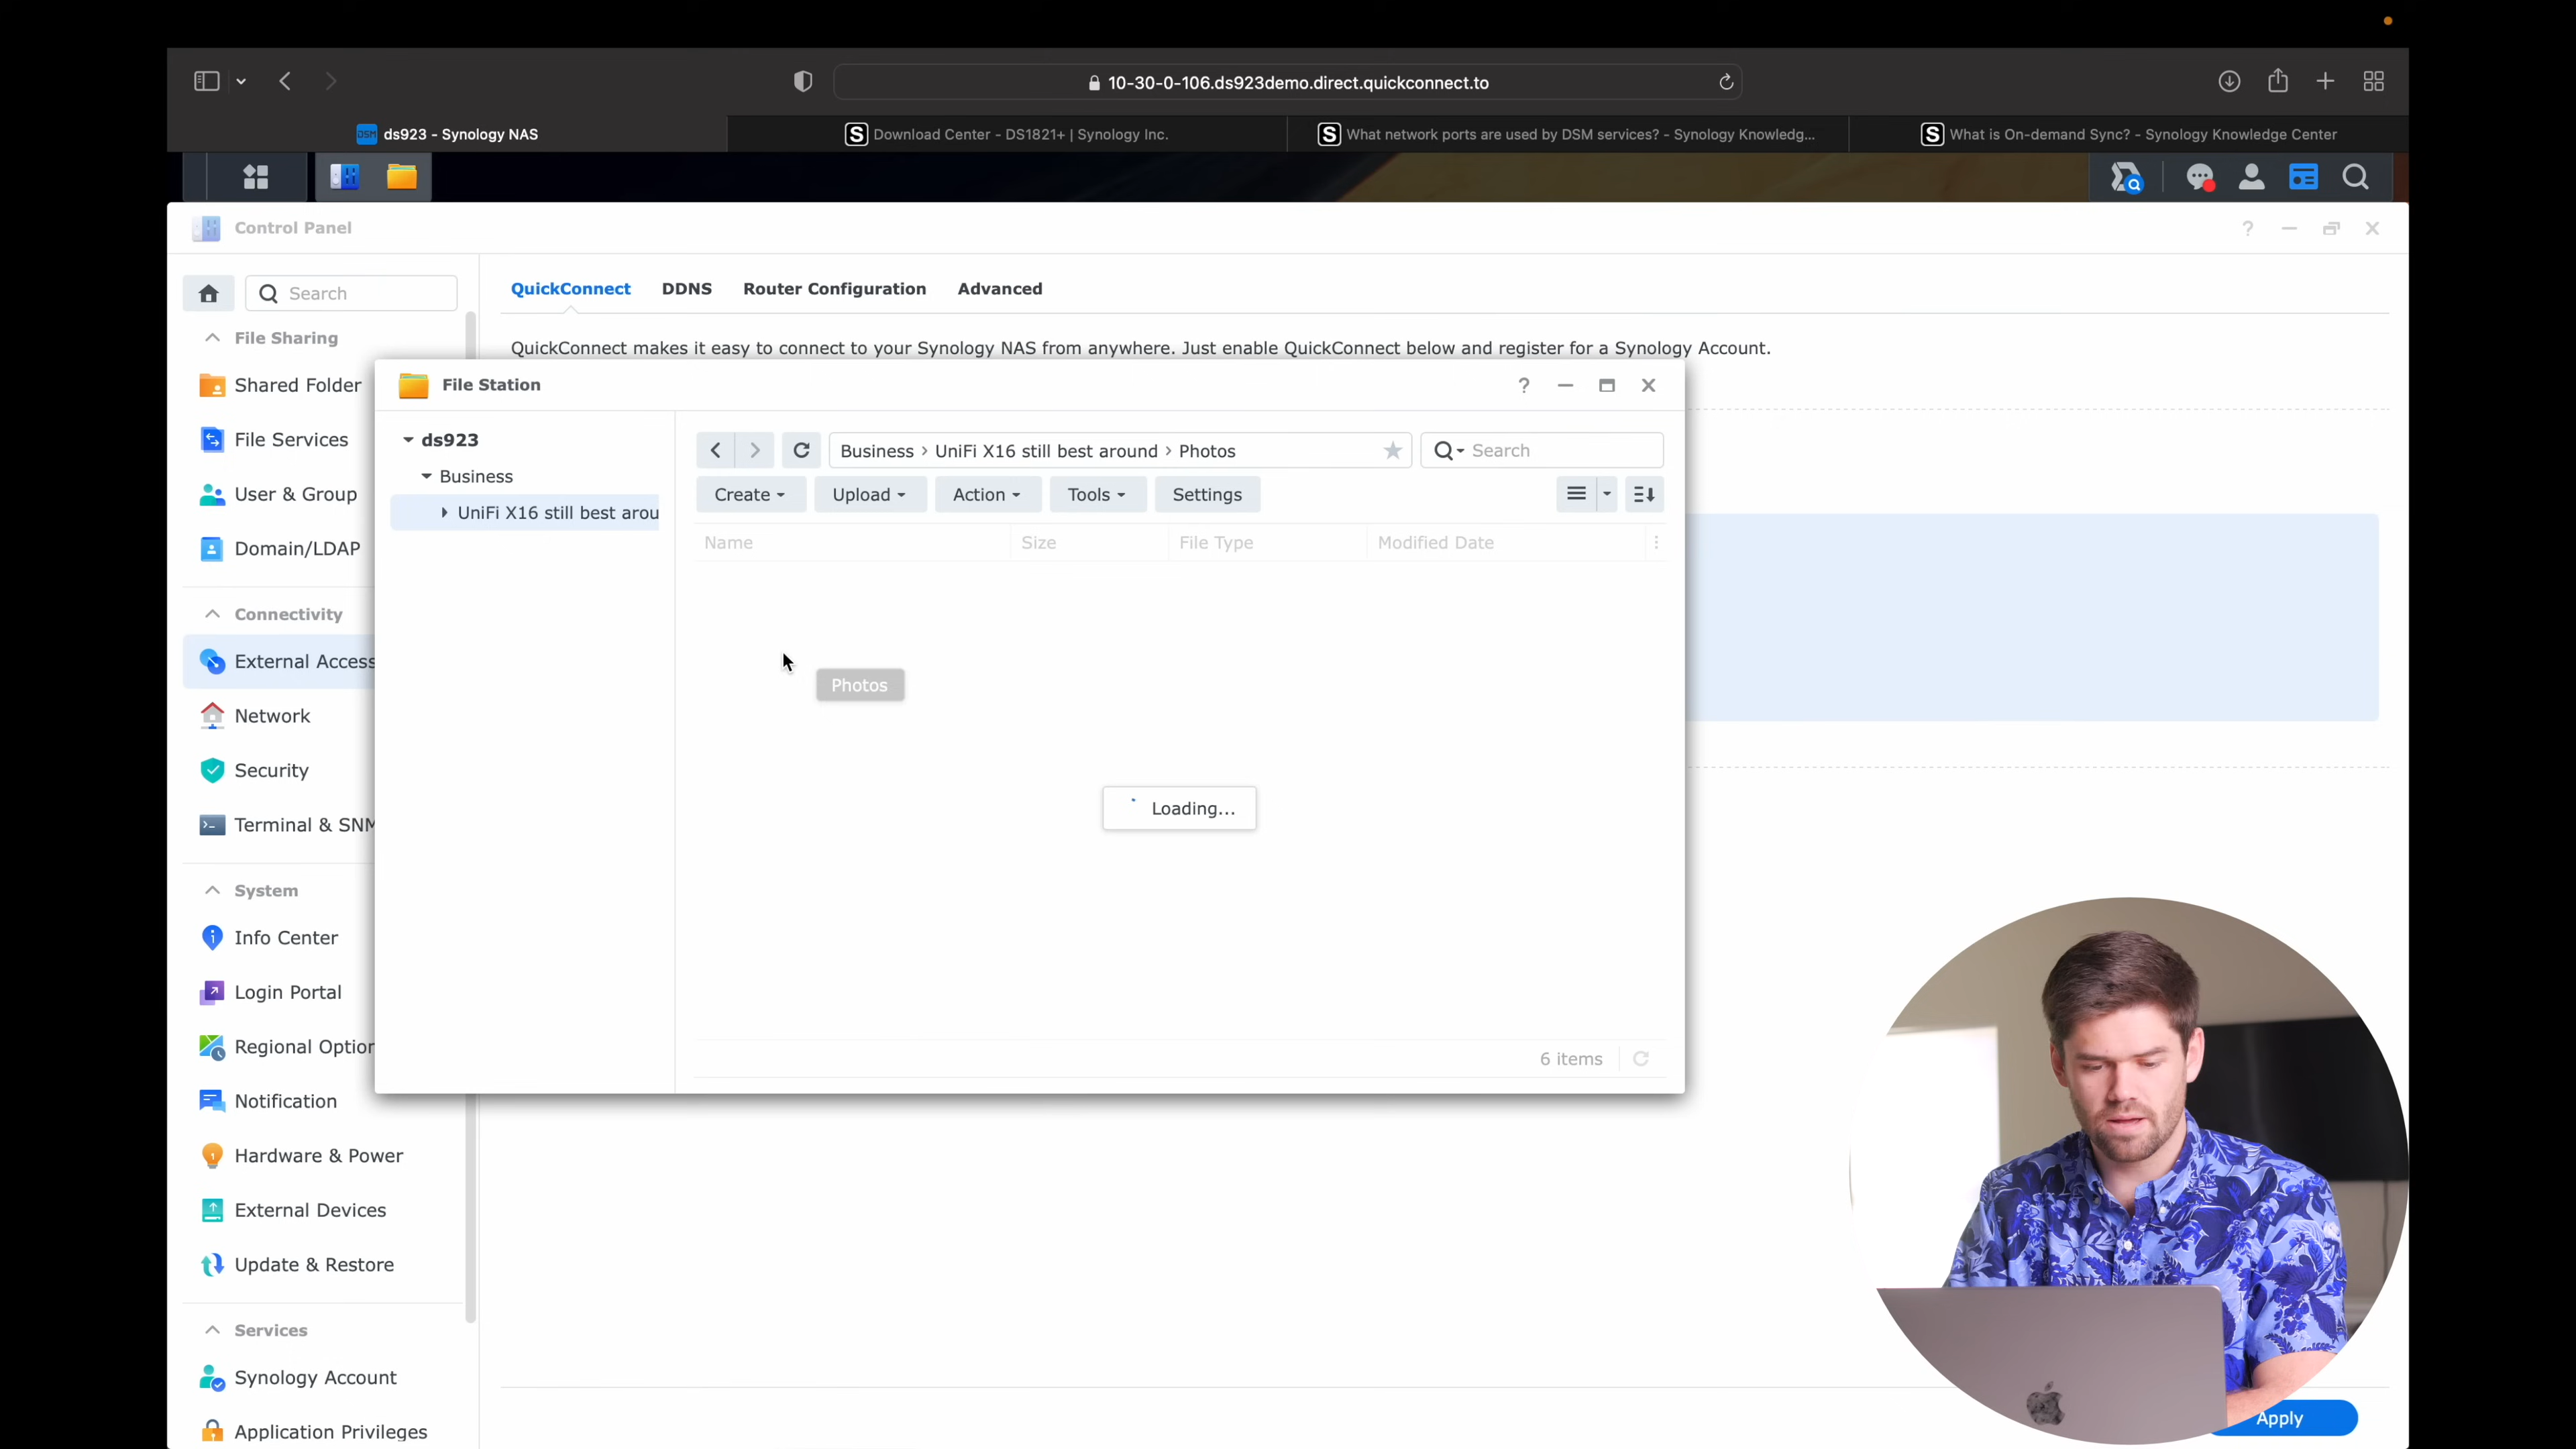 10-30-0-106.ds923demo.direct.quickconnect.to
DSM ds923 - Synology NAS
S Download Center - DS1821+ | Synology Inc.
S What network ports are used by DSM services? - Synology Knowledg...
S What is On-demand Sync? - Synology Knowledge Center
Control Panel
Search
QuickConnect DDNS Router Configuration Advanced
File Sharing
QuickConnect makes it easy to connect to your Synology NAS from anywhere. Just enable QuickConnect below and register for a Synology Account.
Shared Folder
File Services
User & Group
Domain/LDAP
Connectivity
External Access
Network
Security
Terminal & SNM
System
Info Center
Login Portal
Regional Option
Notification
Hardware & Power
External Devices
Update & Restore
Services
Synology Account
Application Privileges
File Station
ds923
Business
UniFi X16 still best arou
Business › UniFi X16 still best around › Photos
Search
Create Upload Action Tools Settings
Name Size File Type Modified Date
Photos
Loading...
6 items
Apply